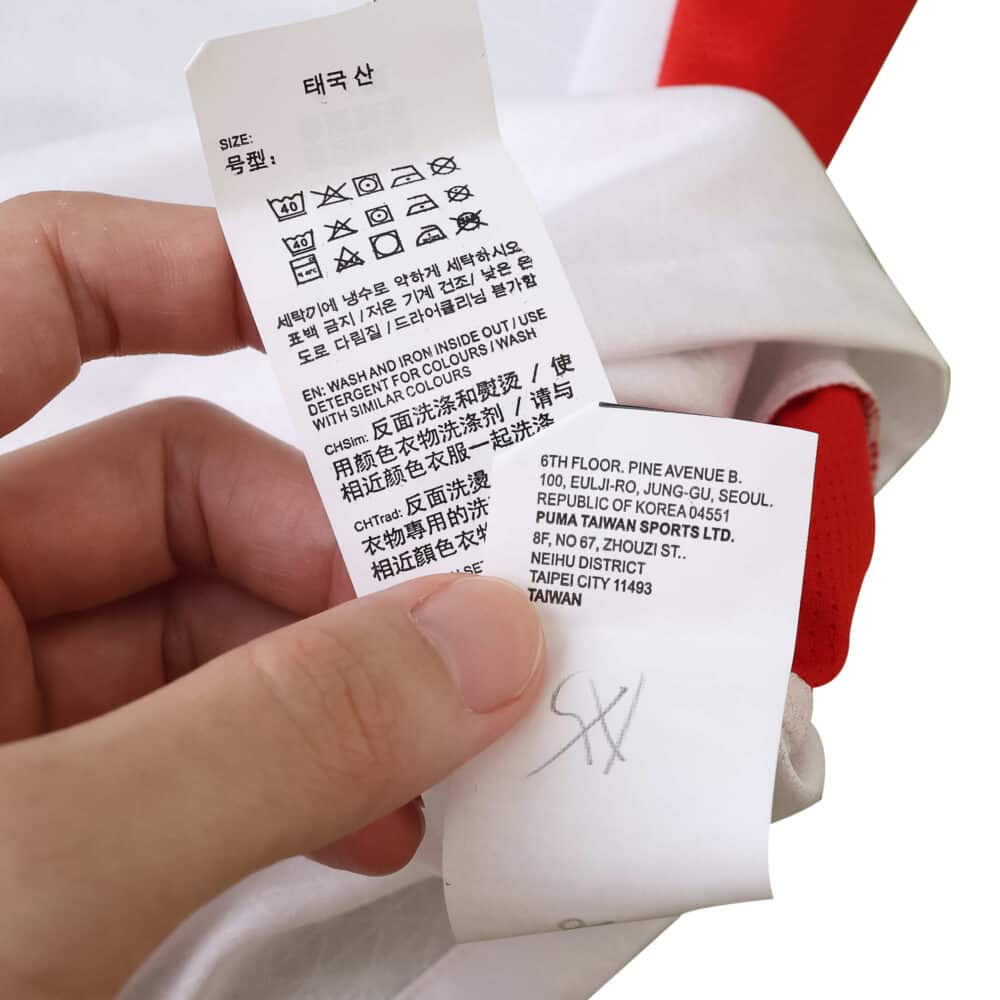 태국 산
SIZE:
号型：
40
40
세탁기에 냉수로 약하게 세탁하시오
표백 금지 /저온 기계 건조/ 낮은 온
도로 다림질 /드라이클리닝 불가함
EN: WASH AND IRON INSIDE OUT / USE
DETERGENT FOR COLOURS / WASH
WITH SIMILAR COLOURS
CHSim: 反面洗涤和熨烫 / 使
用颜色衣物洗涤剂 / 请与
相近颜色衣服一起洗涤
CHTrad: 反面洗燙
衣物專用的洗
相近顏色衣物
6TH FLOOR. PINE AVENUE B.
100, EULJI-RO, JUNG-GU, SEOUL.
REPUBLIC OF KOREA 04551
PUMA TAIWAN SPORTS LTD.
8F, NO 67, ZHOUZI ST..
NEIHU DISTRICT
TAIPEI CITY 11493
TAIWAN